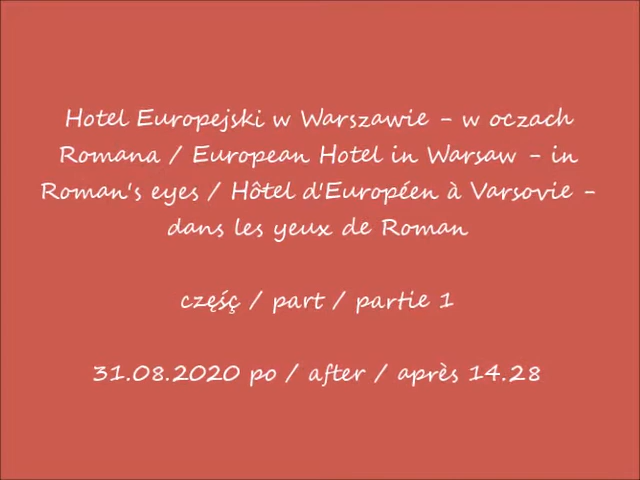 Hotel Europejski w Warszawie - w oczach
Romana / European Hotel in Warsaw - in
Roman's eyes / Hôtel d'Européen à Varsovie -
dans les yeux de Roman
częśç / part / partie 1
31.08.2020 po / after / après 14.28